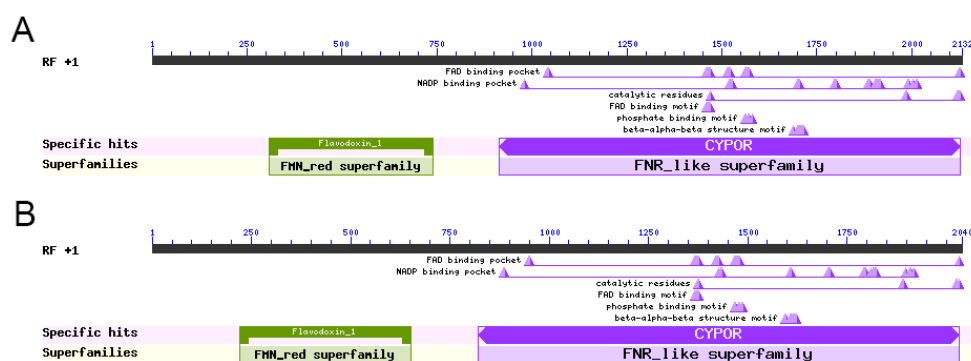 A
1 250 500 750 1000 1250 1500 1750 2000 2132
RF +1
FAD binding pocket
NADP binding pocket
catalytic residues
FAD binding motif
phosphate binding motif
beta-alpha-beta structure motif
Specific hits Flavodoxin_1 CYPOR
Superfamilies FMN_red superfamily FNR_like superfamily
B
1 250 500 750 1000 1250 1500 1750 2040
RF +1
FAD binding pocket
NADP binding pocket
catalytic residues
FAD binding motif
phosphate binding motif
beta-alpha-beta structure motif
Specific hits Flavodoxin_1 CYPOR
Superfamilies FMN_red superfamily FNR_like superfamily